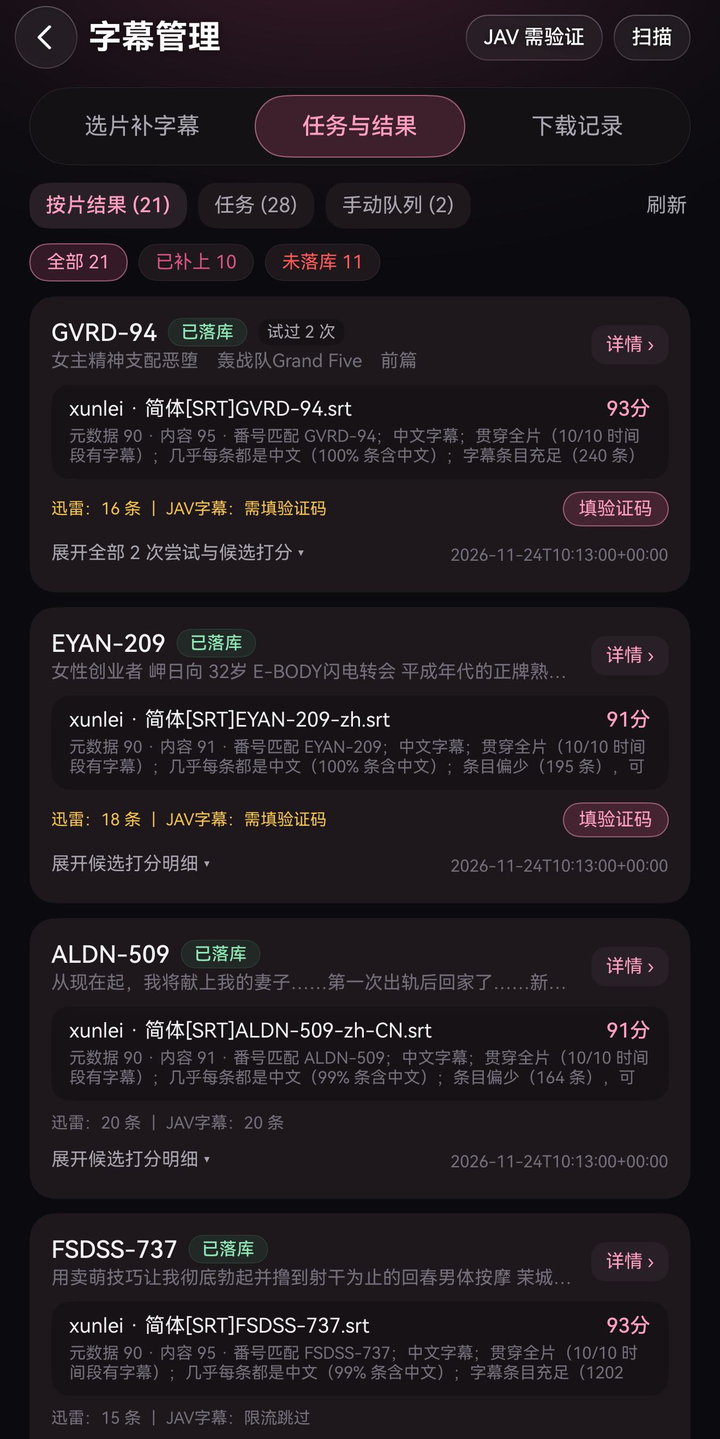 字幕管理
JAV 需验证
扫描
选片补字幕
任务与结果
下载记录
按片结果 (21)
任务 (28)
手动队列 (2)
刷新
全部 21
已补上 10
未落库 11
GVRD-94 已落库 试过 2 次
详情 ›
女主精神支配恶堕 轰战队Grand Five 前篇
xunlei · 简体[SRT]GVRD-94.srt 93分
元数据 90 · 内容 95 · 番号匹配 GVRD-94；中文字幕；贯穿全片（10/10 时间
段有字幕）；几乎每条都是中文（100% 条含中文）；字幕条目充足（240 条）
迅雷：16 条 | JAV字幕：需填验证码
填验证码
展开全部 2 次尝试与候选打分 ▾
2026-11-24T10:13:00+00:00
EYAN-209 已落库
详情 ›
女性创业者 岬日向 32岁 E-BODY闪电转会 平成年代的正牌熟...
xunlei · 简体[SRT]EYAN-209-zh.srt 91分
元数据 90 · 内容 91 · 番号匹配 EYAN-209；中文字幕；贯穿全片（10/10 时间
段有字幕）；几乎每条都是中文（100% 条含中文）；条目偏少（195 条），可
迅雷：18 条 | JAV字幕：需填验证码
填验证码
展开候选打分明细 ▾
2026-11-24T10:13:00+00:00
ALDN-509 已落库
详情 ›
从现在起，我将献上我的妻子……第一次出轨后回家了……新...
xunlei · 简体[SRT]ALDN-509-zh-CN.srt 91分
元数据 90 · 内容 91 · 番号匹配 ALDN-509；中文字幕；贯穿全片（10/10 时间
段有字幕）；几乎每条都是中文（99% 条含中文）；条目偏少（164 条），可
迅雷：20 条 | JAV字幕：20 条
展开候选打分明细 ▾
2026-11-24T10:13:00+00:00
FSDSS-737 已落库
详情 ›
用卖萌技巧让我彻底勃起并撸到射干为止的回春男体按摩 茉城...
xunlei · 简体[SRT]FSDSS-737.srt 93分
元数据 90 · 内容 95 · 番号匹配 FSDSS-737；中文字幕；贯穿全片（10/10 时
间段有字幕）；几乎每条都是中文（99% 条含中文）；字幕条目充足（1202
迅雷：15 条 | JAV字幕：限流跳过